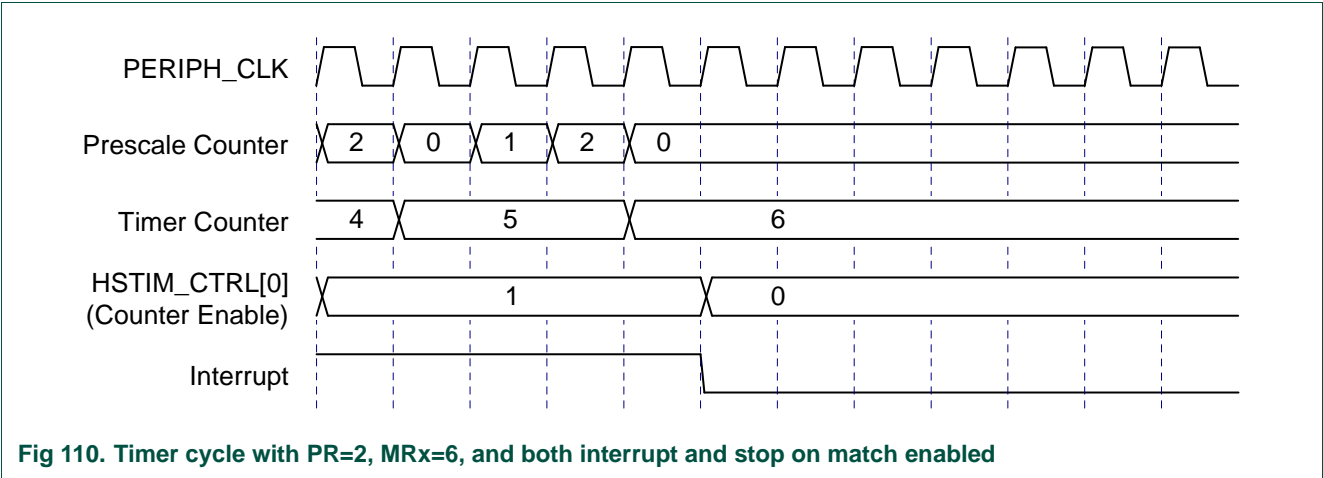 PERIPH_CLK
Prescale Counter 2 0 1 2 0
Timer Counter 4 5 6
HSTIM_CTRL[0]
(Counter Enable) 1 0
Interrupt
Fig 110. Timer cycle with PR=2, MRx=6, and both interrupt and stop on match enabled